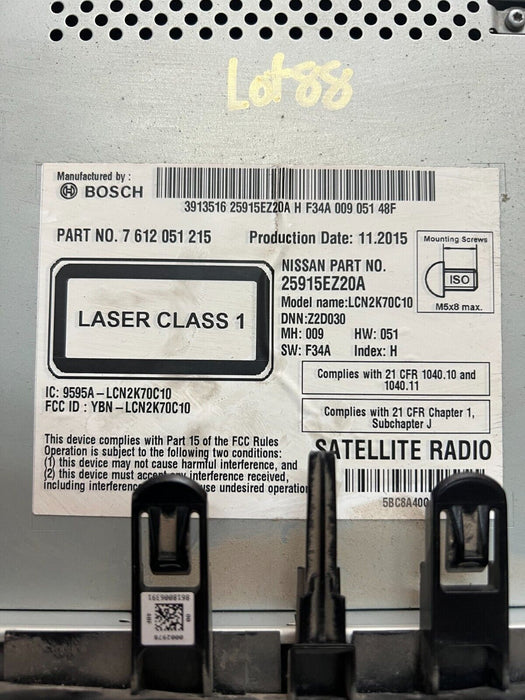 Lot 88
Manufactured by :
BOSCH
3913516 25915EZ20A H F34A 009 051 48F
PART NO. 7 612 051 215
Production Date: 11.2015
Mounting Screws
ISO
M5x8 max.
LASER CLASS 1
NISSAN PART NO.
25915EZ20A
Model name:LCN2K70C10
DNN:Z2D030
MH: 009 HW: 051
SW: F34A Index: H
Complies with 21 CFR 1040.10 and
1040.11
IC: 9595A-LCN2K70C10
FCC ID : YBN-LCN2K70C10
Complies with 21 CFR Chapter 1,
Subchapter J
This device complies with Part 15 of the FCC Rules
Operation is subject to the following two conditions:
(1) this device may not cause harmful interference, and
(2) this device must accept any interference received,
including interference cause undesired operation
SATELLITE RADIO
5BC8A40
8618006391
0002976